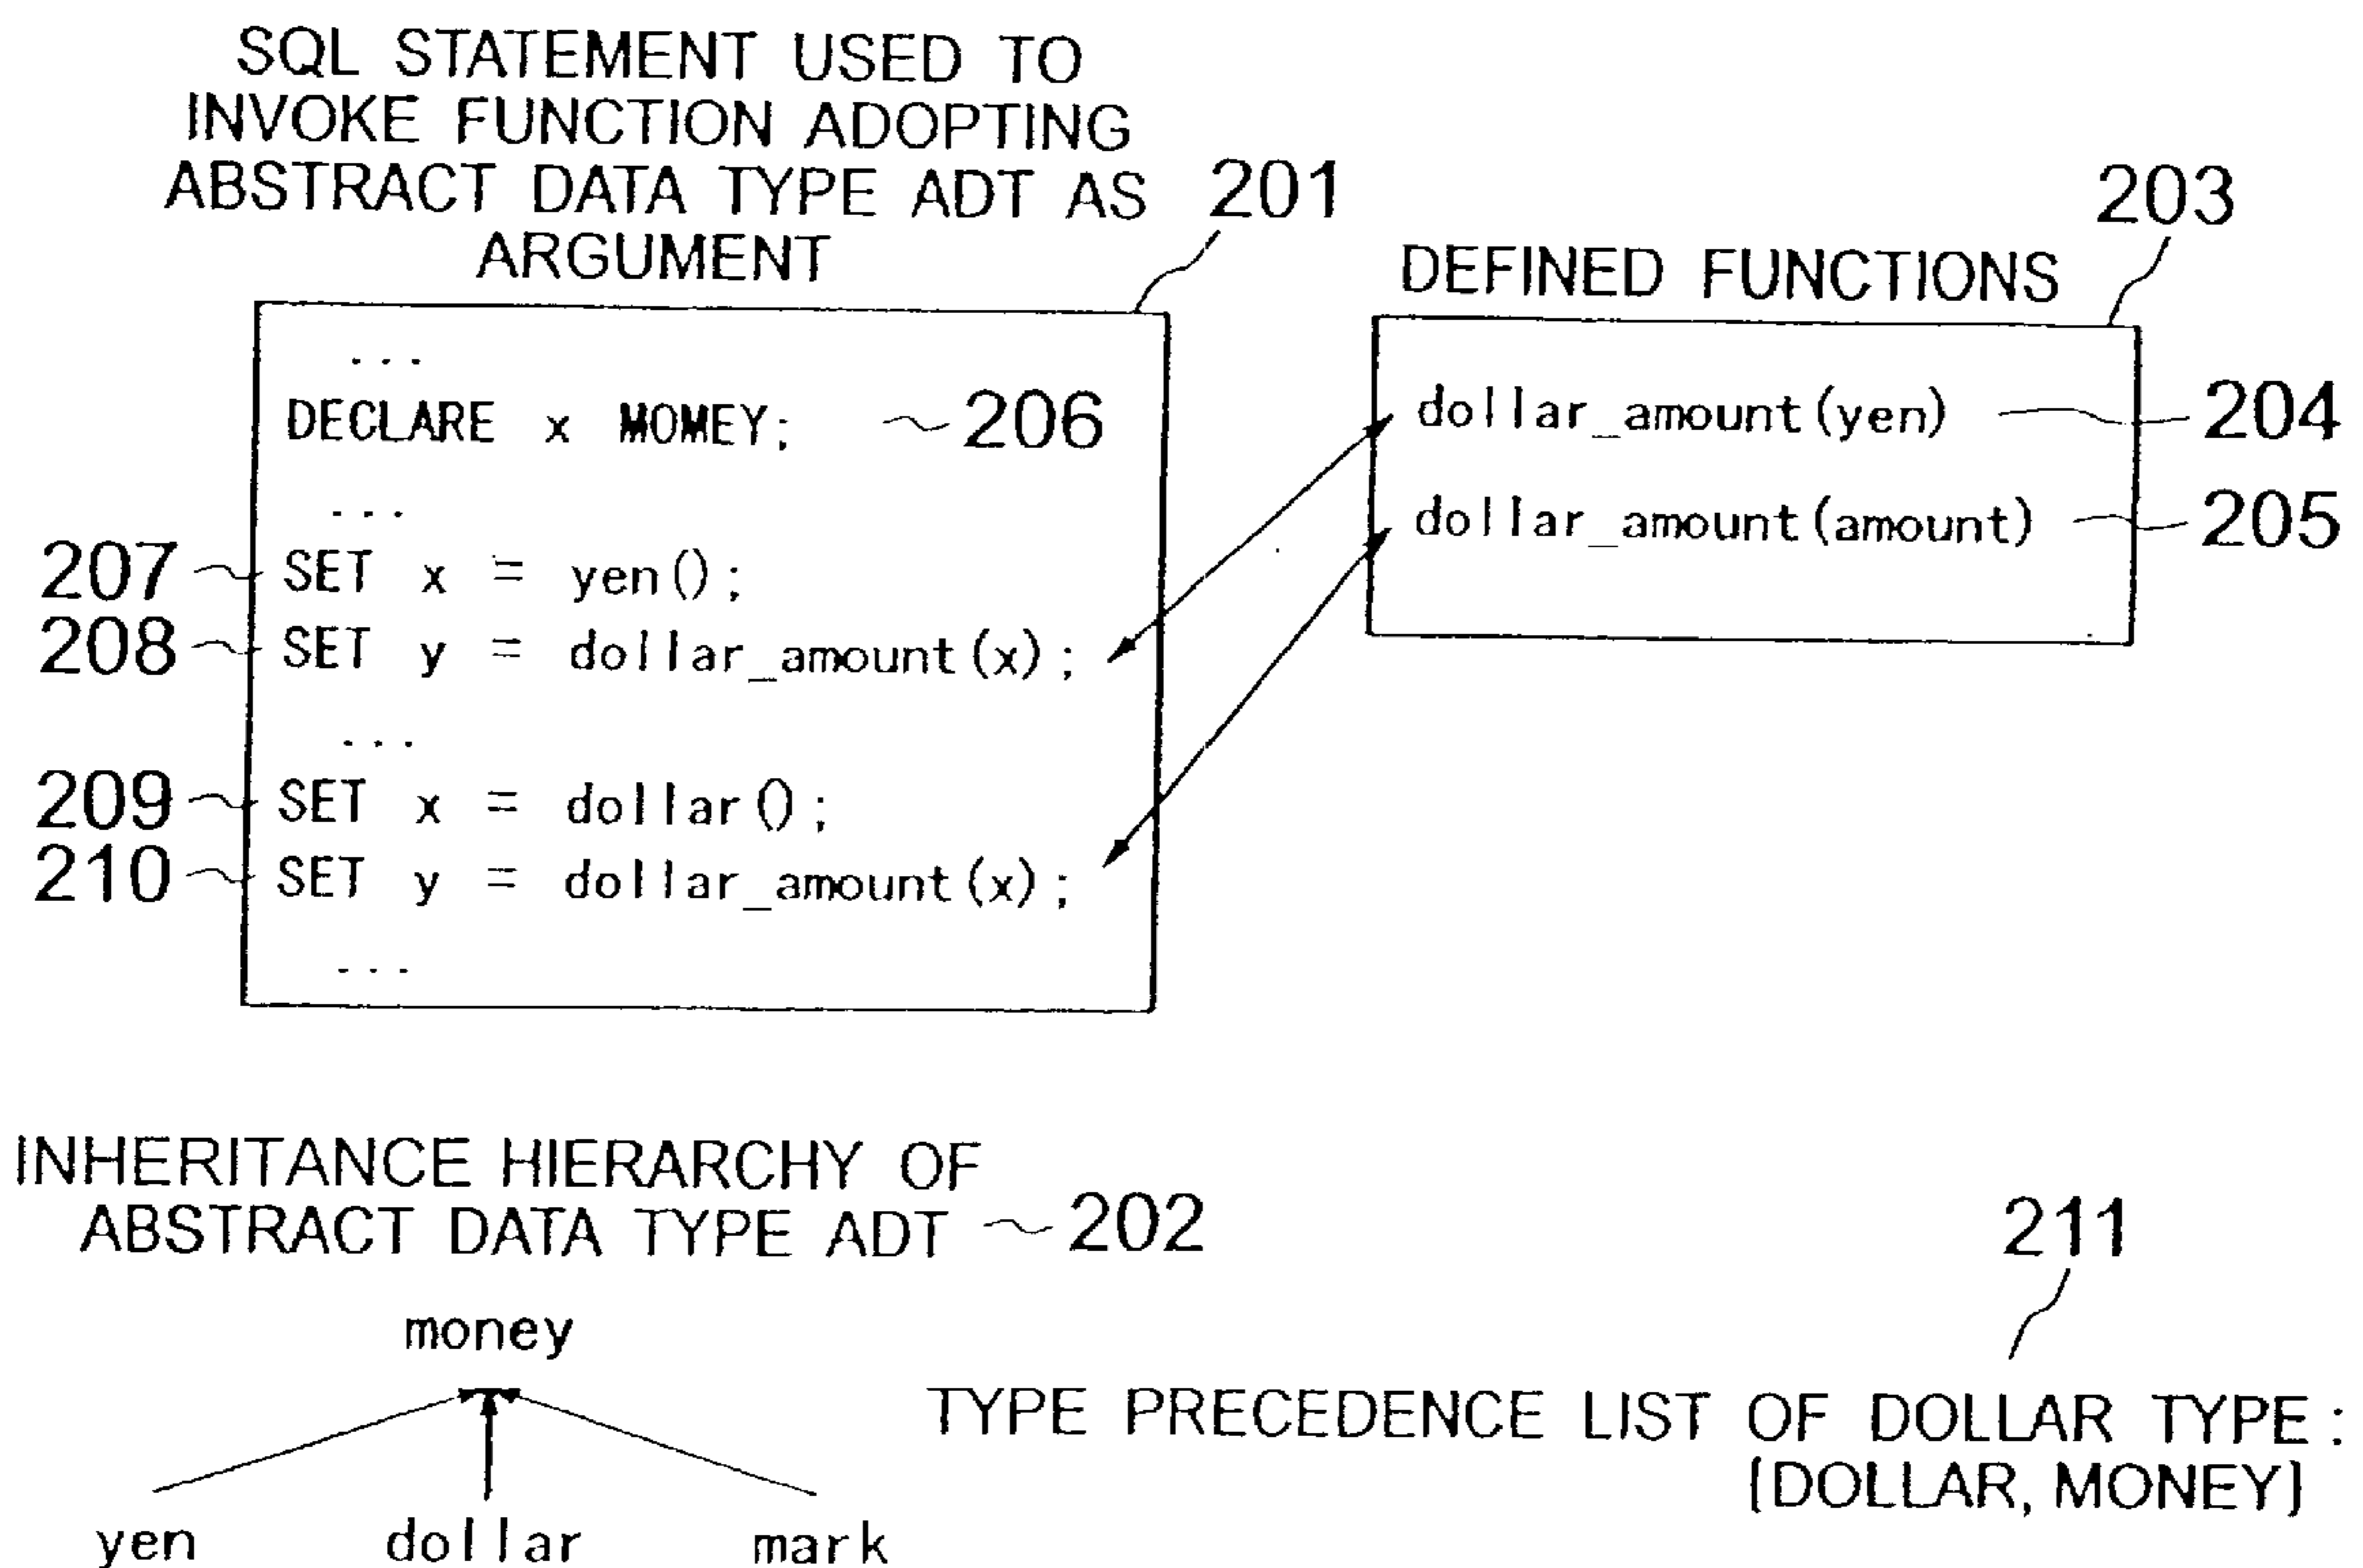 SQL STATEMENT USED TO
INVOKE FUNCTION ADOPTING
ABSTRACT DATA TYPE ADT AS
ARGUMENT
201
...
DECLARE x MOMEY; 206
...
207 SET x = yen();
208 SET y = dollar_amount(x);
...
209 SET x = dollar();
210 SET y = dollar_amount(x);
...
203
DEFINED FUNCTIONS
dollar_amount(yen) 204
dollar_amount(amount) 205
INHERITANCE HIERARCHY OF
ABSTRACT DATA TYPE ADT 202
money
yen dollar mark
211
TYPE PRECEDENCE LIST OF DOLLAR TYPE:
[DOLLAR, MONEY]